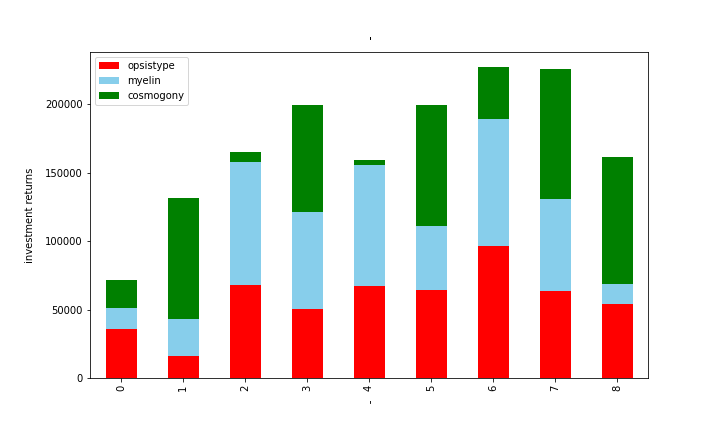 '
opsistype
myelin
cosmogony
investment returns
200000
150000
100000
50000
0
0 1 2 3 4 5 6 7 8
'